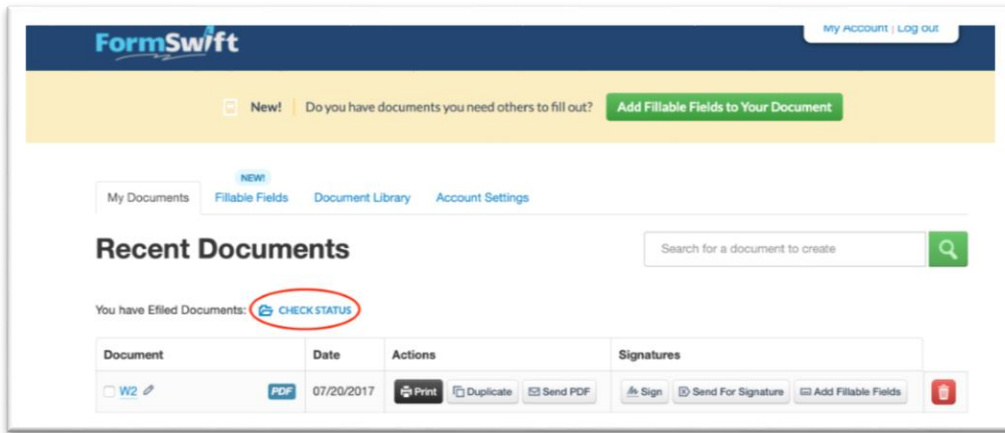 FormSwift
My Account | Log out
New! Do you have documents you need others to fill out? Add Fillable Fields to Your Document
NEW!
My Documents Fillable Fields Document Library Account Settings
Recent Documents
Search for a document to create
You have Efiled Documents: CHECK STATUS
Document Date Actions Signatures
W2 PDF 07/20/2017 Print Duplicate Send PDF Sign Send For Signature Add Fillable Fields